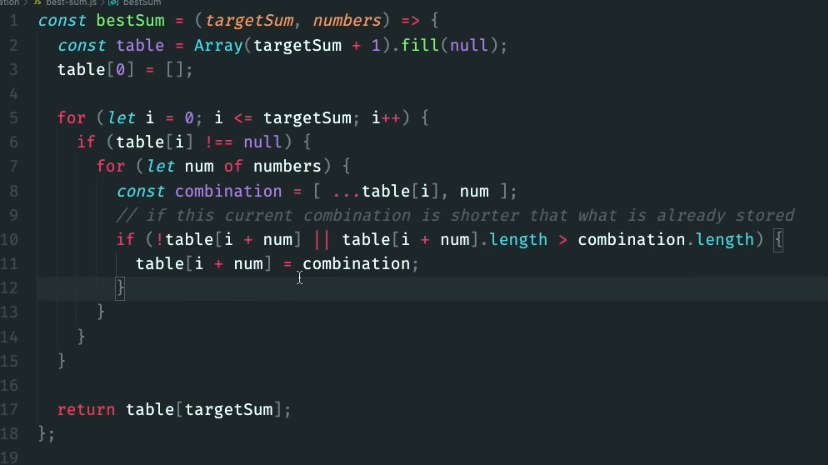 ation > JS best-sum.js > bestSum
1 const bestSum = (targetSum, numbers) => {
2   const table = Array(targetSum + 1).fill(null);
3   table[0] = [];
4
5   for (let i = 0; i <= targetSum; i++) {
6     if (table[i] !== null) {
7       for (let num of numbers) {
8         const combination = [ ...table[i], num ];
9         // if this current combination is shorter that what is already stored
10         if (!table[i + num] || table[i + num].length > combination.length) {
11           table[i + num] = combination;
12         }
13       }
14     }
15   }
16
17   return table[targetSum];
18 };
19